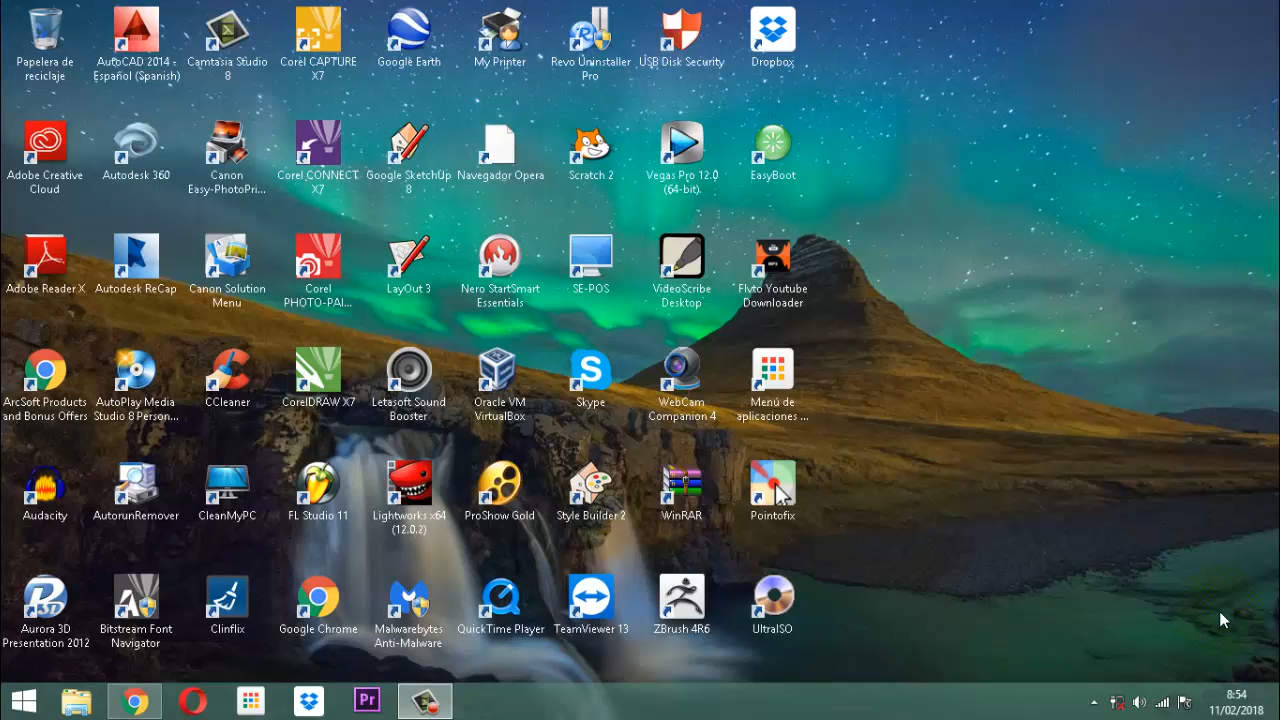 Papelera de
reciclaje
AutoCAD 2014 -
Español (Spanish)
Camtasia Studio
8
Corel CAPTURE
X7
Google Earth
My Printer
Revo Uninstaller
Pro
USB Disk Security
Dropbox
Adobe Creative
Cloud
Autodesk 360
Canon
Easy-PhotoPri...
Corel CONNECT
X7
Google SketchUp
8
Navegador Opera
Scratch 2
Vegas Pro 12.0
(64-bit)
EasyBoot
Adobe Reader X
Autodesk ReCap
Canon Solution
Menu
Corel
PHOTO-PAI...
LayOut 3
Nero StartSmart
Essentials
SE-POS
VideoScribe
Desktop
Flyto Youtube
Downloader
ArcSoft Products
and Bonus Offers
AutoPlay Media
Studio 8 Person...
CCleaner
CorelDRAW X7
Letasoft Sound
Booster
Oracle VM
VirtualBox
Skype
WebCam
Companion 4
Menú de
aplicaciones ...
Audacity
AutorunRemover
CleanMyPC
FL Studio 11
Lightworks x64
(12.0.2)
ProShow Gold
Style Builder 2
WinRAR
Pointofix
Aurora 3D
Presentation 2012
Bitstream Font
Navigator
Clinflix
Google Chrome
Malwarebytes
Anti-Malware
QuickTime Player
TeamViewer 13
ZBrush 4R6
UltraISO
Pr
8:54
11/02/2018